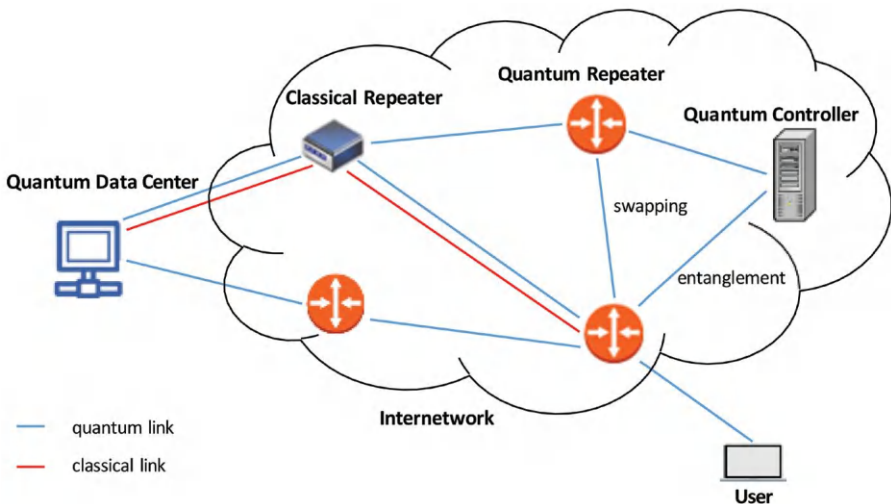 Quantum Repeater
Classical Repeater
Quantum Controller
Quantum Data Center
swapping
entanglement
Internetwork
quantum link
classical link
User